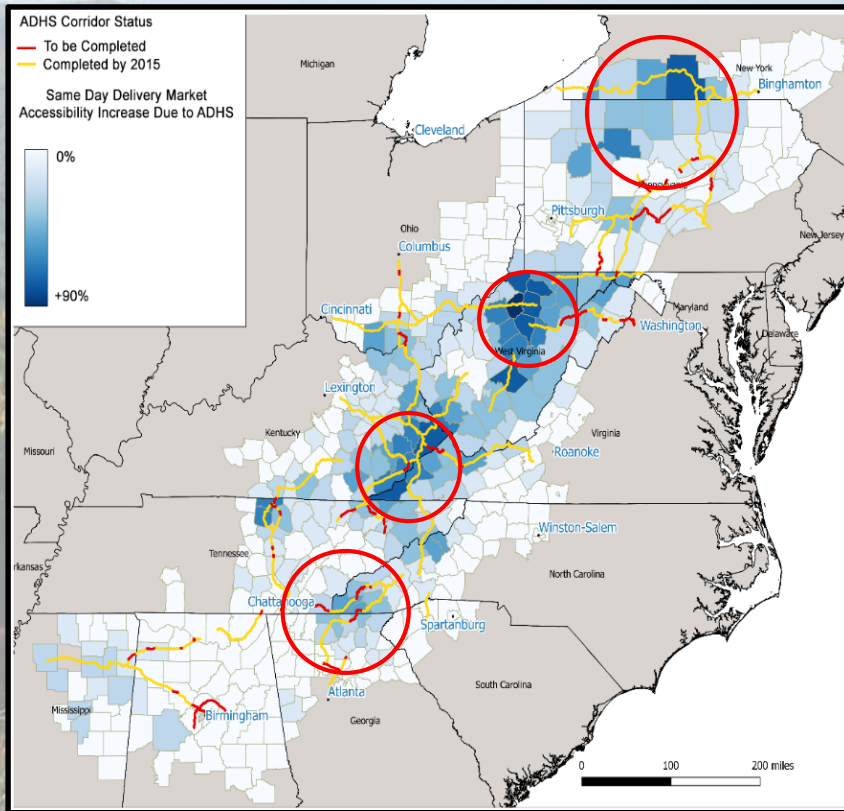 ADHS Corridor Status
To be Completed
Completed by 2015
Same Day Delivery Market
Accessibility Increase Due to ADHS
0%
+90%
Michigan
New York
Binghamton
Cleveland
Pennsylvania
Pittsburgh
New Jersey
Ohio
Columbus
Cincinnati
Maryland
Delaware
Washington
West Virginia
Lexington
Kentucky
Virginia
Roanoke
Missouri
Winston-Salem
Tennessee
North Carolina
rkansas
Chattanooga
Spartanburg
South Carolina
Atlanta
Mississippi
Birmingham
Georgia
0 100 200 miles